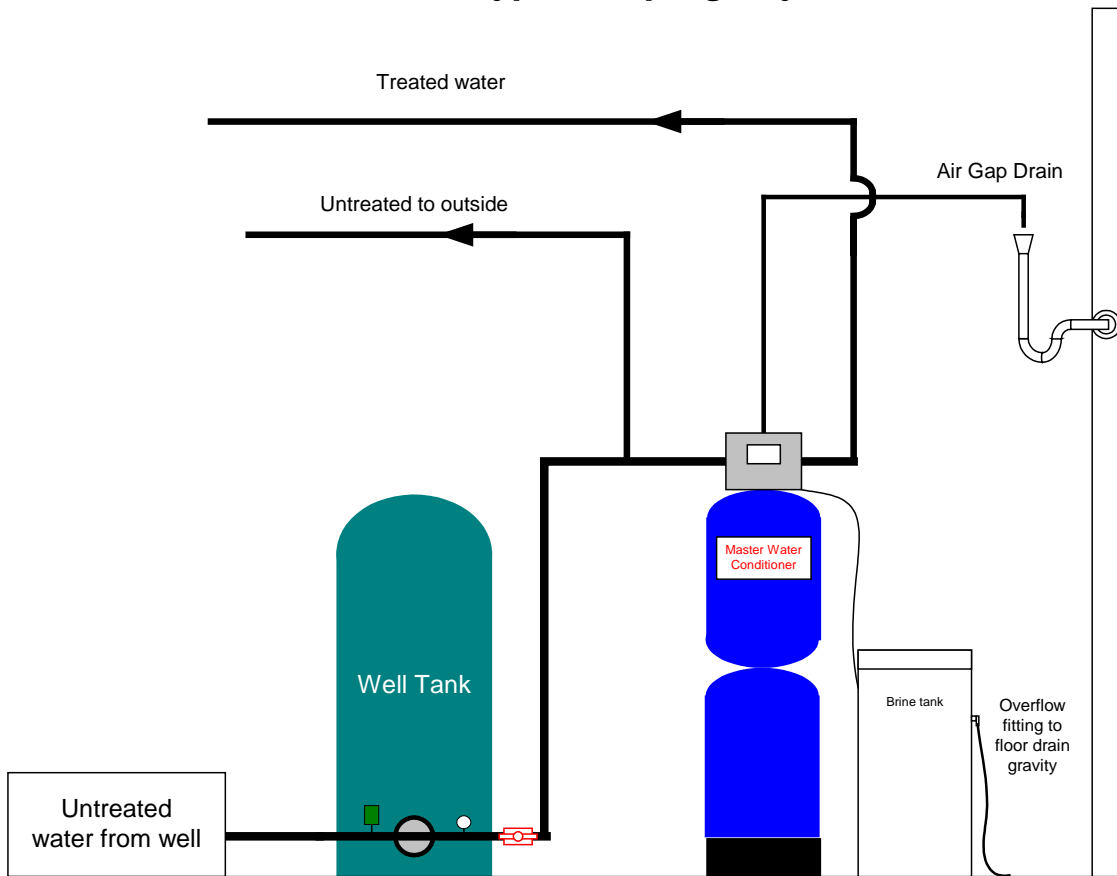 Treated water
Air Gap Drain
Untreated to outside
Master Water
Conditioner
Well Tank
Brine tank
Overflow
fitting to
floor drain
gravity
Untreated
water from well